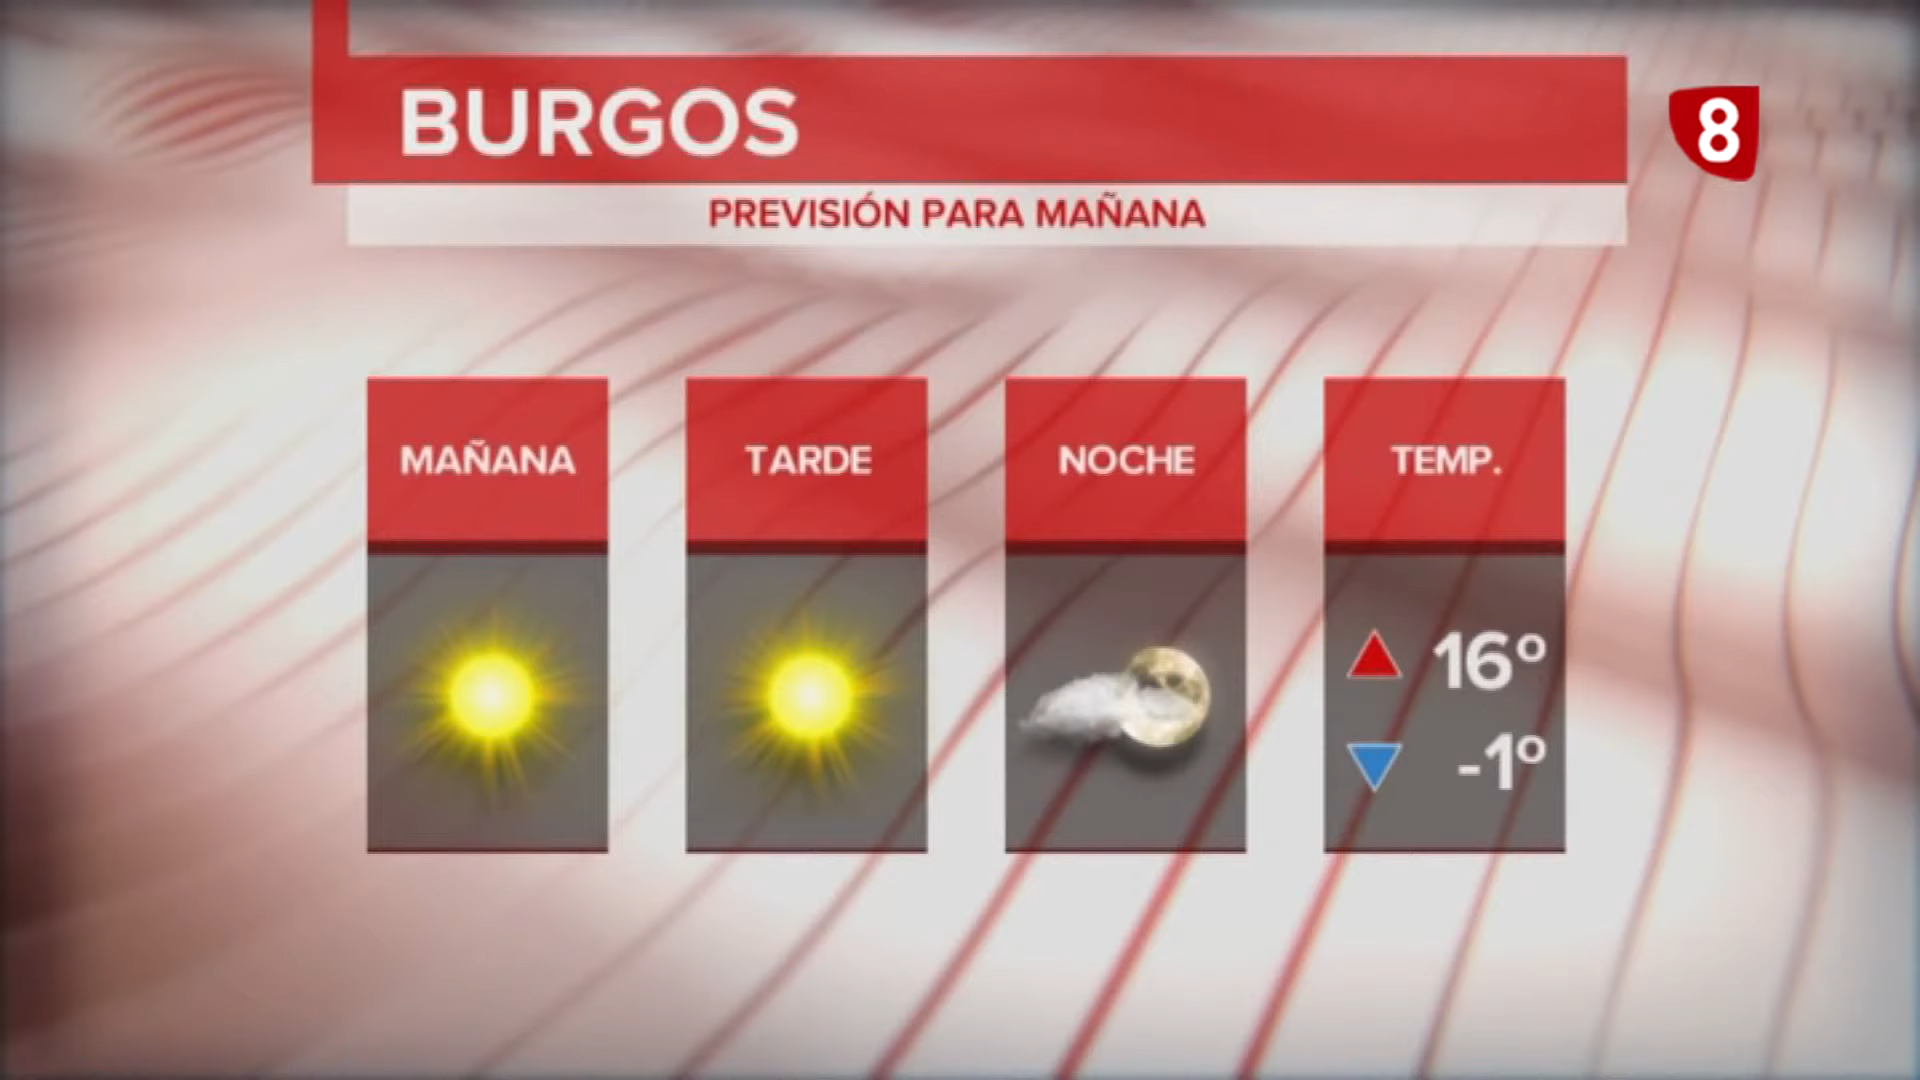 BURGOS
8
PREVISIÓN PARA MAÑANA
MAÑANA
TARDE
NOCHE
TEMP.
16º
-1º